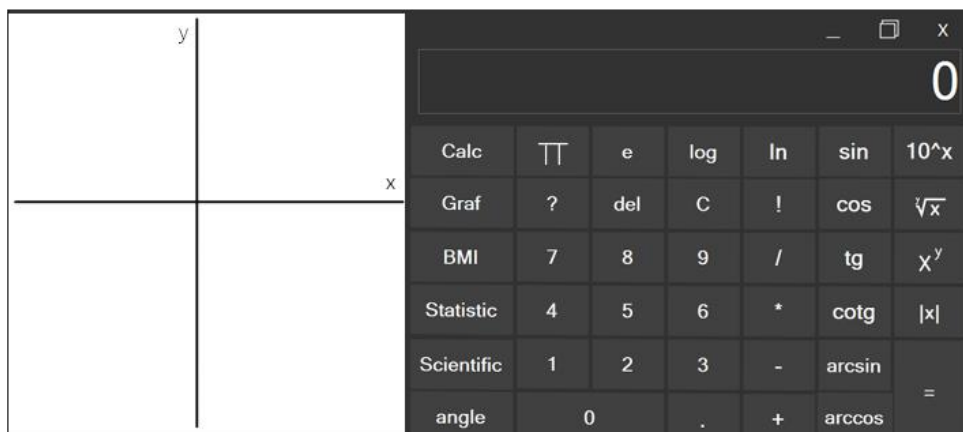 y
x
_ X
0
Calc π e log ln sin 10^x
Graf ? del C ! cos ʸ√x
BMI 7 8 9 / tg Xʸ
Statistic 4 5 6 * cotg |x|
Scientific 1 2 3 - arcsin =
angle 0 . + arccos